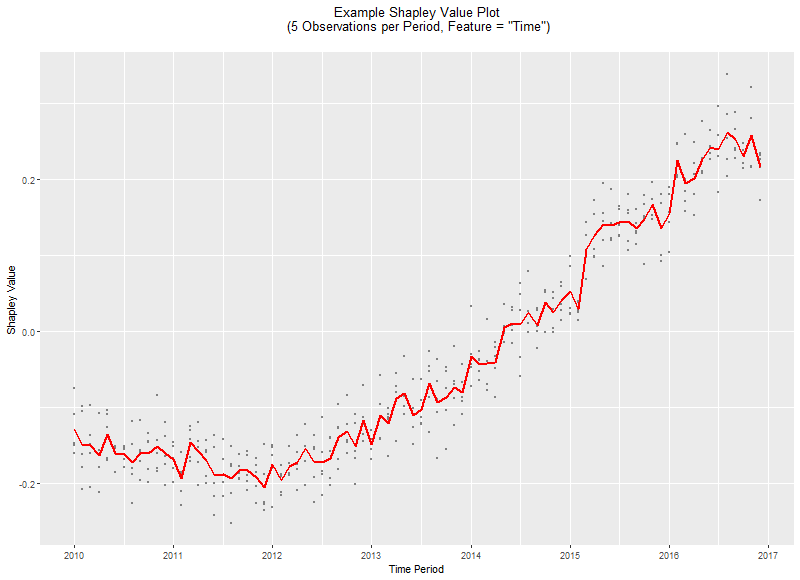 Example Shapley Value Plot
(5 Observations per Period, Feature = "Time")
Shapley Value
0.2
0.0
-0.2
2010 2011 2012 2013 2014 2015 2016 2017
Time Period